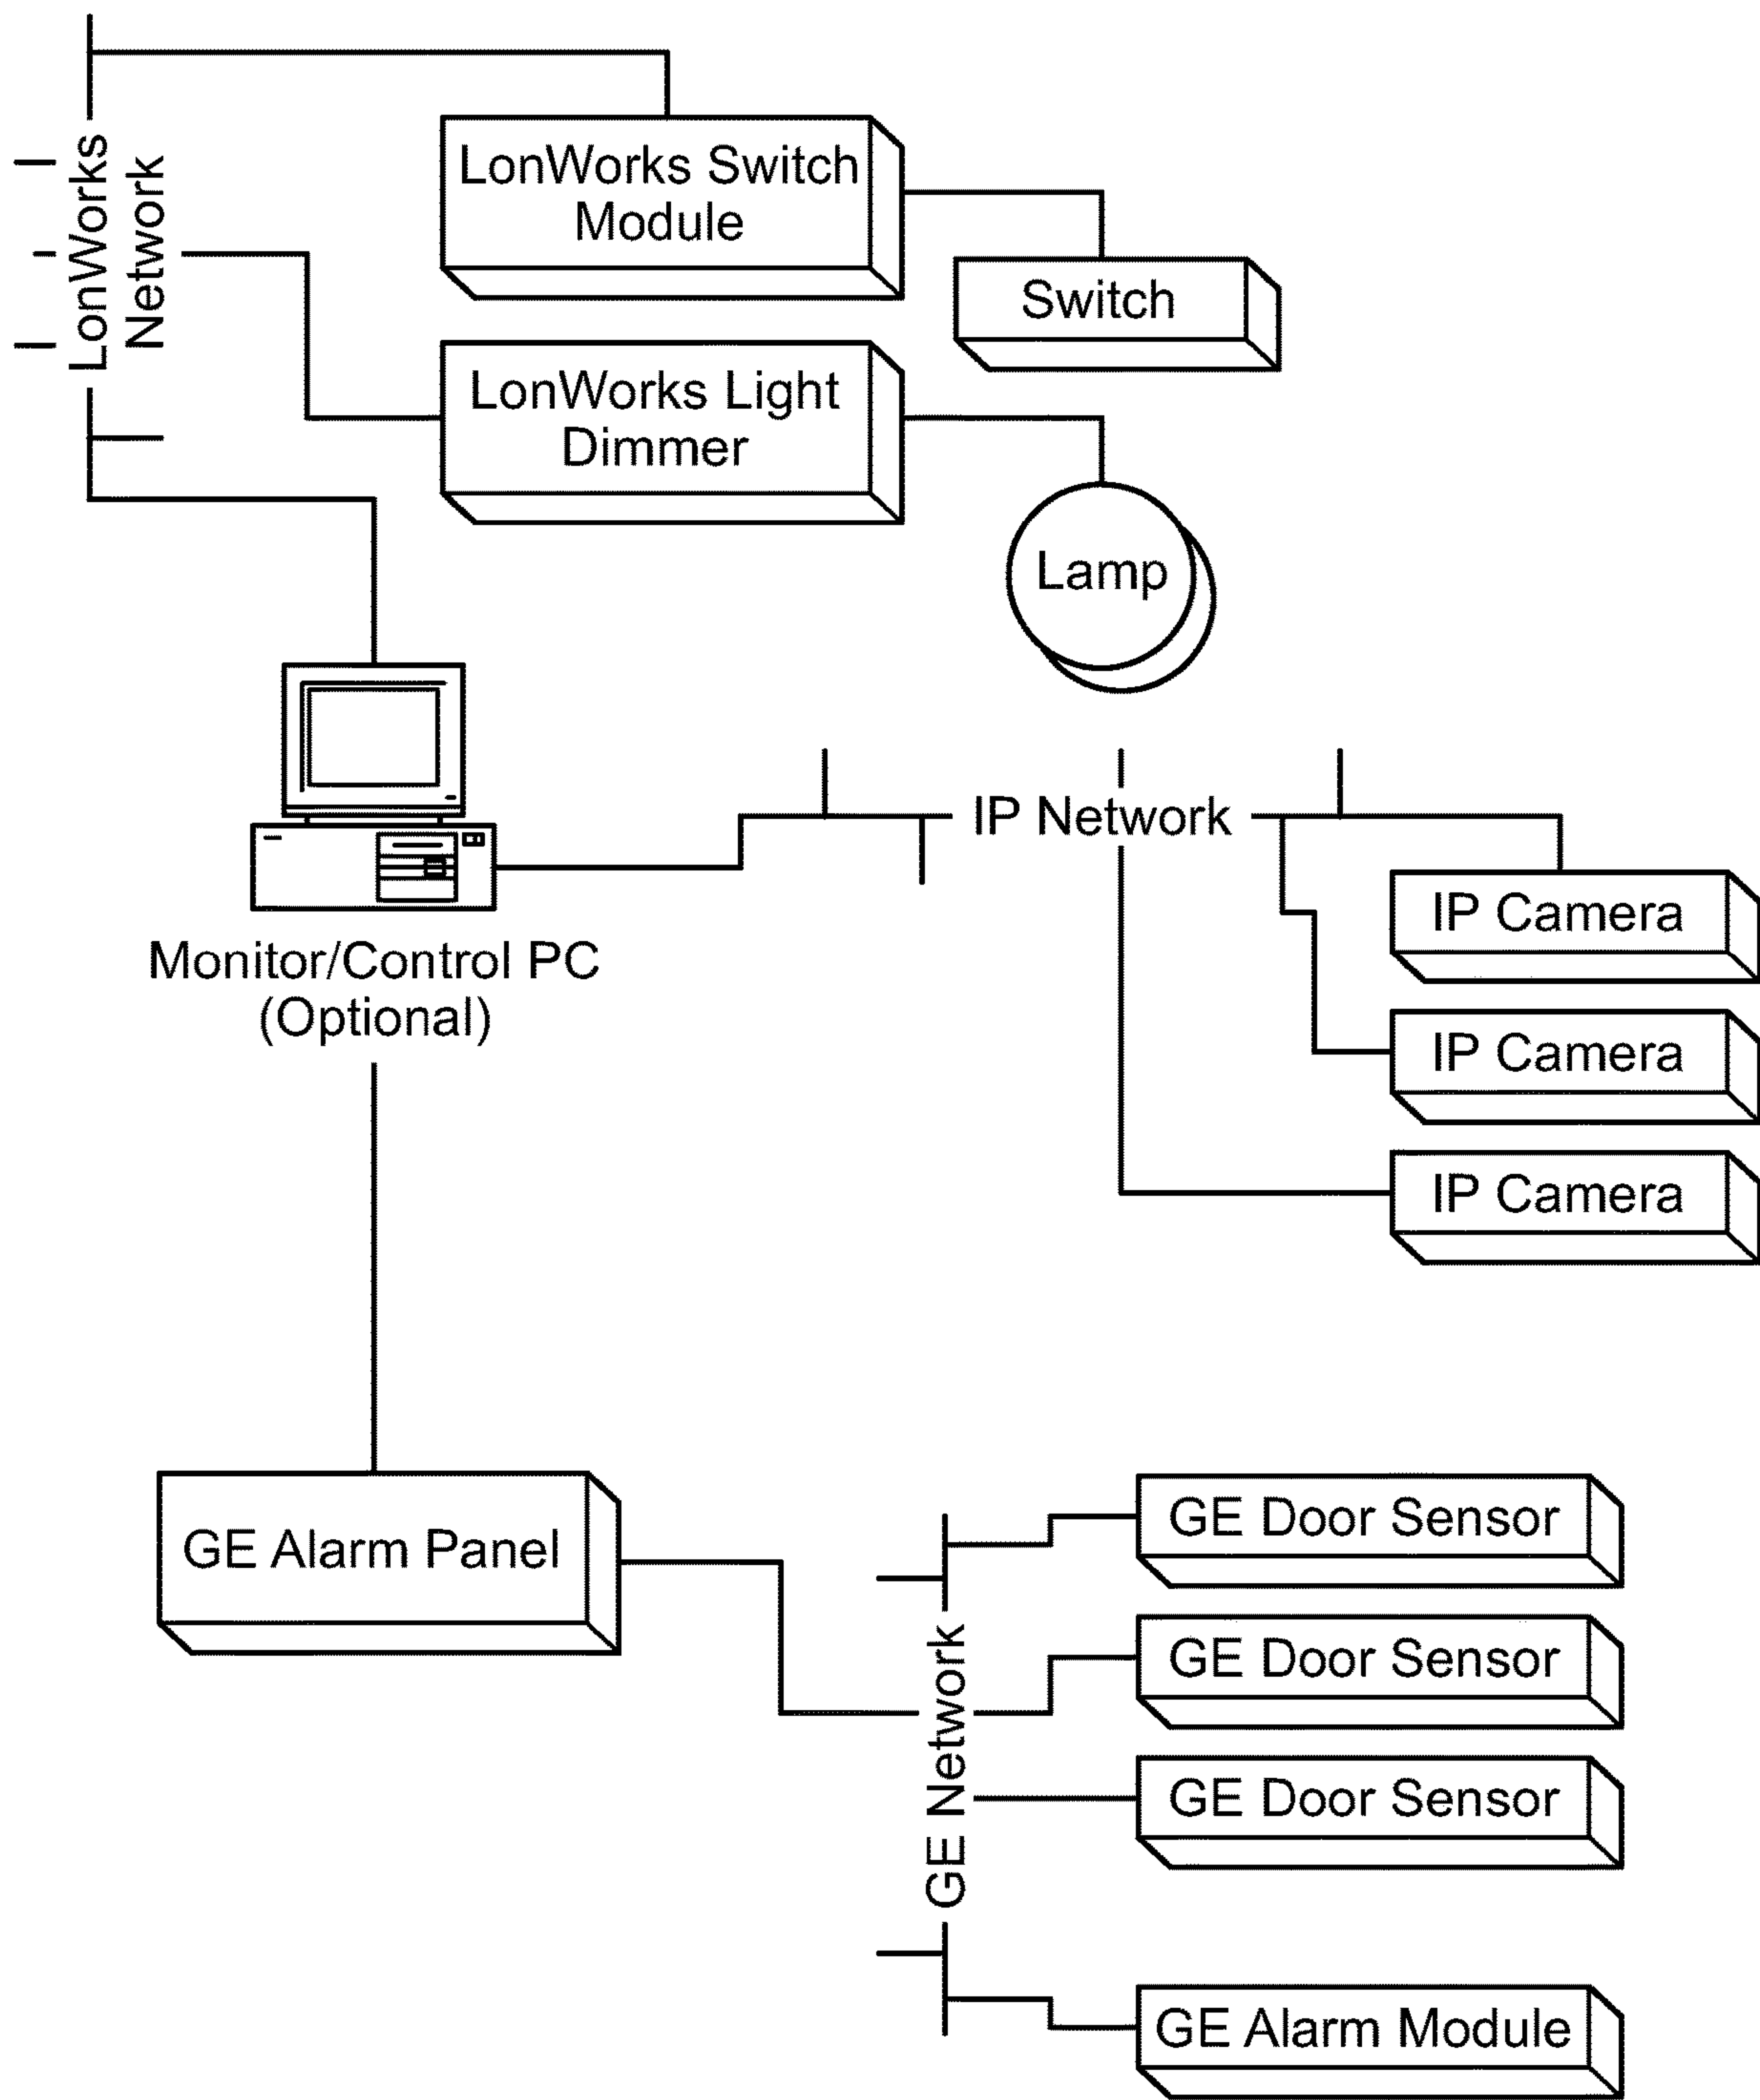 LonWorks
Network
LonWorks Switch
Module
Switch
LonWorks Light
Dimmer
Lamp
IP Network
IP Camera
Monitor/Control PC
(Optional)
IP Camera
IP Camera
GE Alarm Panel
GE Network
GE Door Sensor
GE Door Sensor
GE Door Sensor
GE Alarm Module